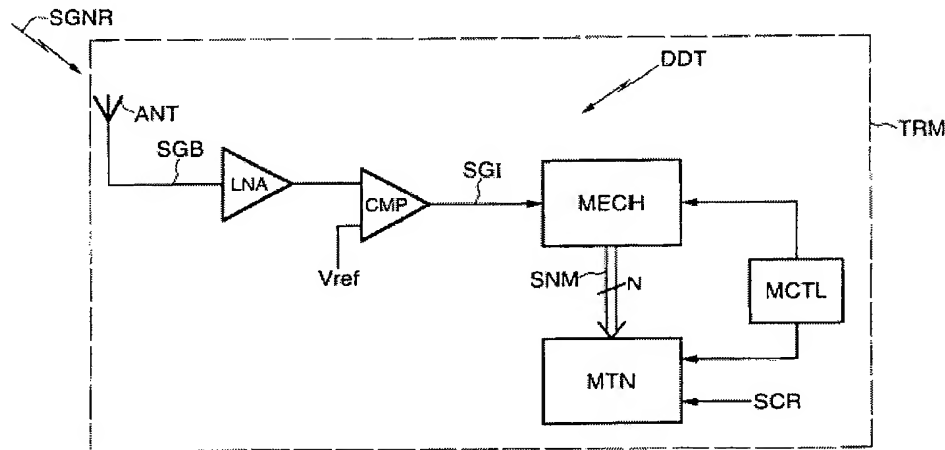 SGNR
DDT
ANT
TRM
SGB
SGI
LNA
CMP
MECH
Vref
SNM
N
MCTL
MTN
SCR